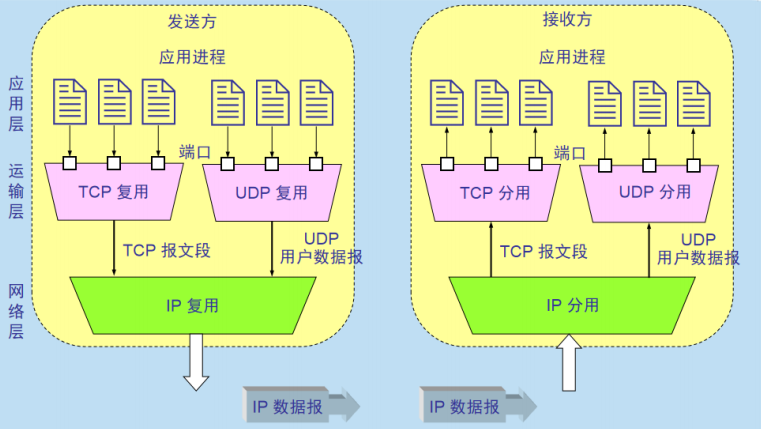 发送方
接收方
应用进程
应用进程
应用层
端口
端口
运输层
TCP 复用
UDP 复用
TCP 分用
UDP 分用
TCP 报文段
UDP
用户数据报
TCP 报文段
UDP
用户数据报
网络层
IP 复用
IP 分用
IP 数据报
IP 数据报